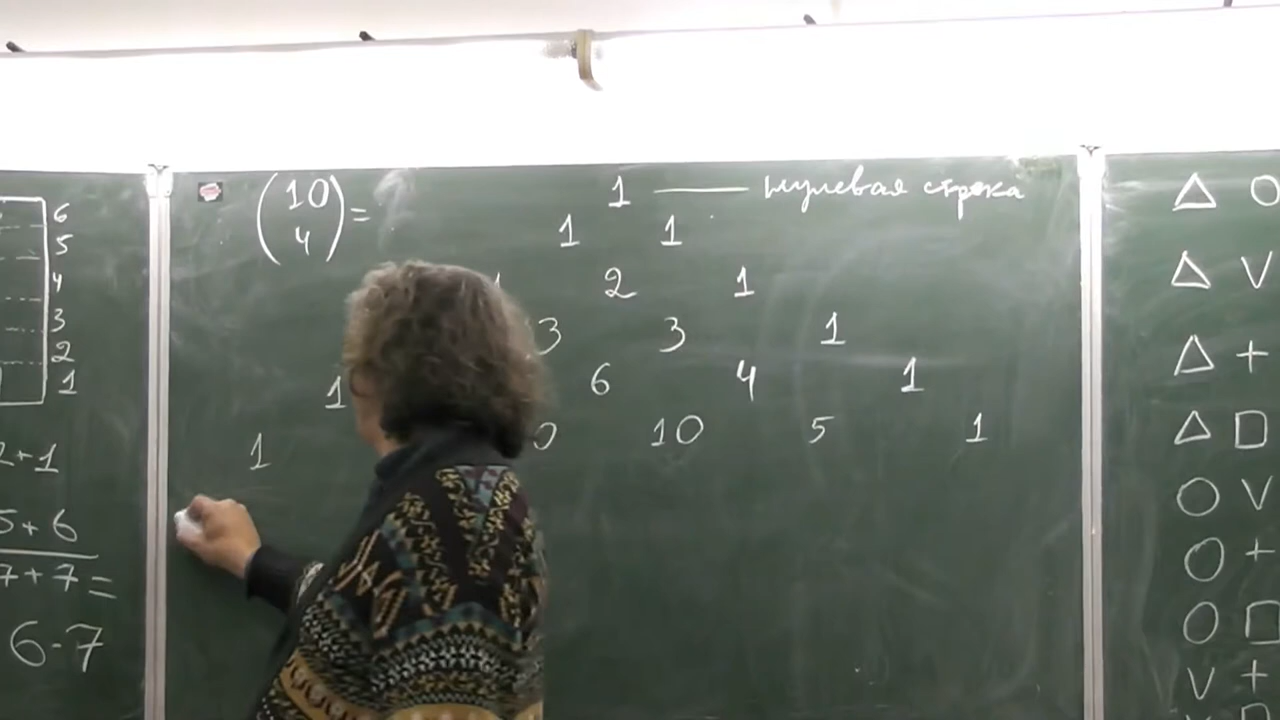 6
5
4
3
2
1
2+1
5+6
7+7=
6-7
(10
4)=
1 — нулевая строка
1 1
2 1
3 3 1
1 6 4 1
1 0 10 5 1
△ O
△ V
△ +
△ □
O V
O +
O □
V +